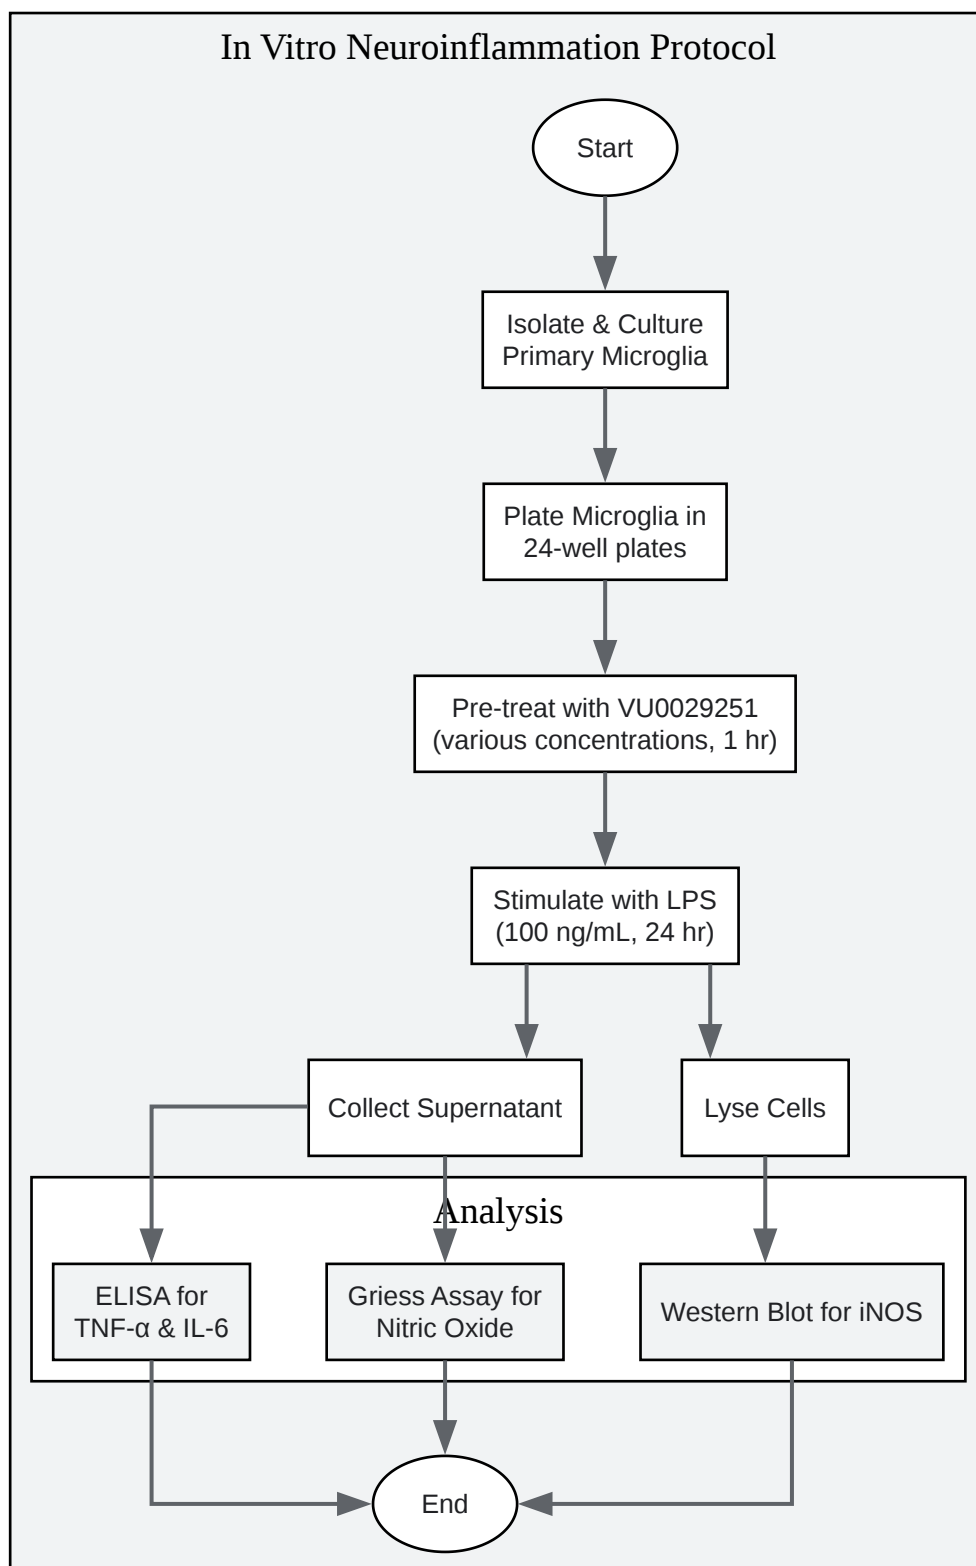 In Vitro Neuroinflammation Protocol
Start
Isolate & Culture
Primary Microglia
Plate Microglia in
24-well plates
Pre-treat with VU0029251
(various concentrations, 1 hr)
Stimulate with LPS
(100 ng/mL, 24 hr)
Collect Supernatant
Lyse Cells
Analysis
ELISA for
TNF-α & IL-6
Griess Assay for
Nitric Oxide
Western Blot for iNOS
End